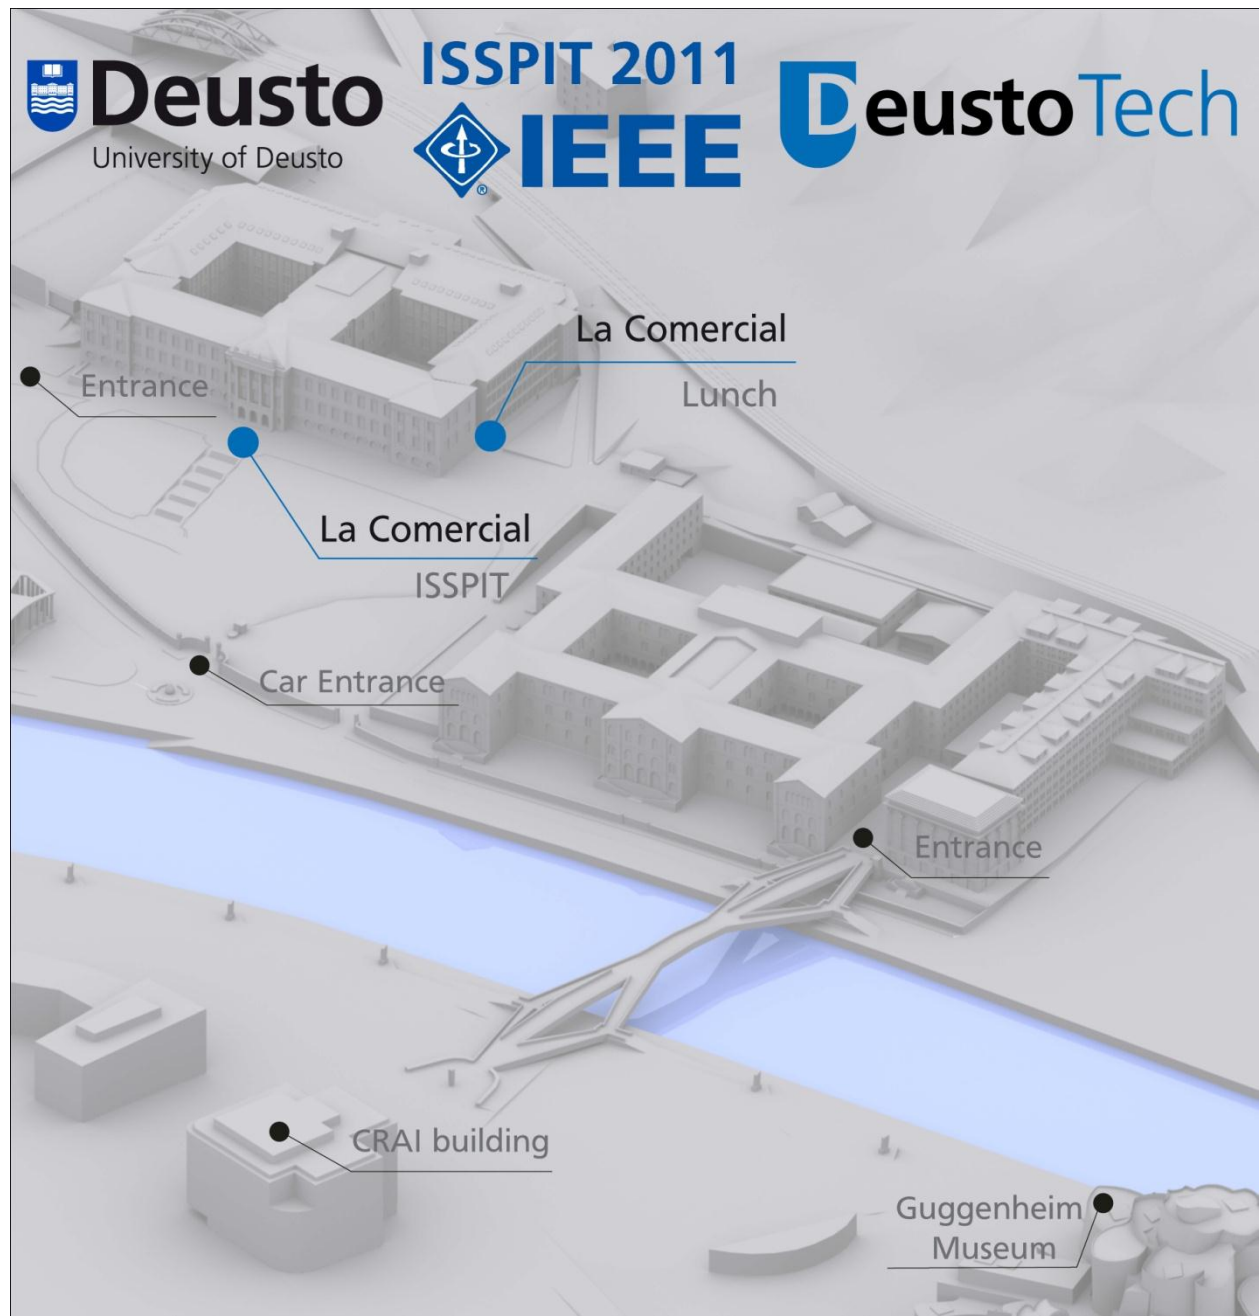 Deusto
University of Deusto
ISSPIT 2011
IEEE
®
DeustoTech
La Comercial
Lunch
Entrance
La Comercial
ISSPIT
Car Entrance
Entrance
CRAI building
Guggenheim
Museum